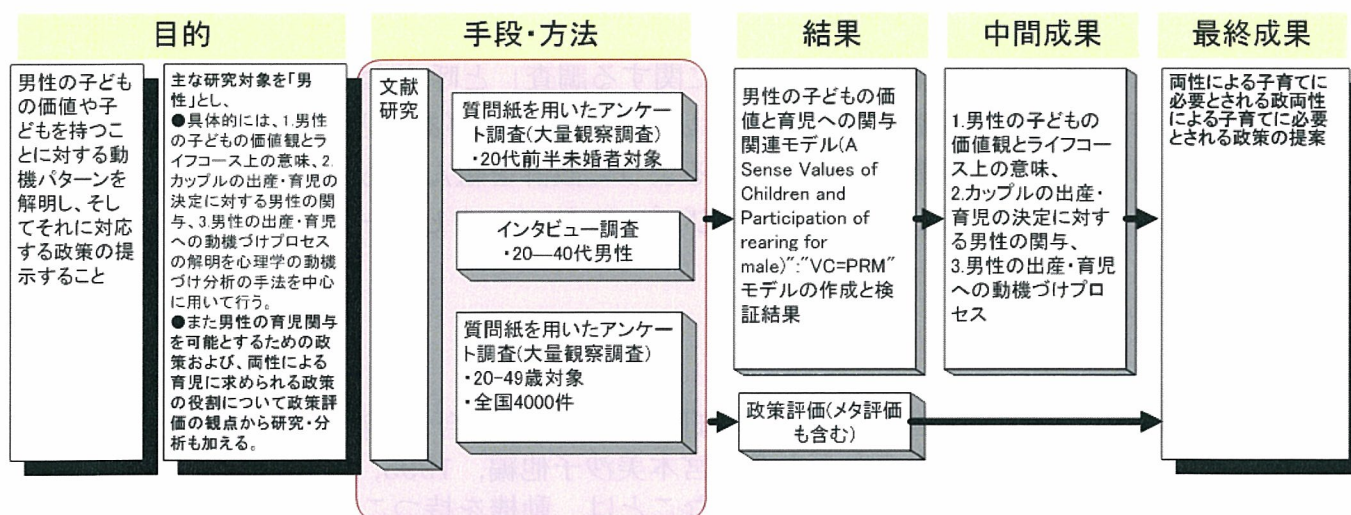 目的
手段・方法
結果
中間成果
最終成果
男性の子ども
の価値や子
どもを持つこ
とに対する動
機パターンを
解明し、そし
てそれに対応
する政策の提
示すること
主な研究対象を「男
性」とし、
●具体的には、1.男性
の子どもの価値観とラ
イフコース上の意味、2.
カップルの出産・育児の
決定に対する男性の関
与、3.男性の出産・育児
への動機づけプロセス
の解明を心理学の動機
づけ分析の手法を中心
に用いて行う。
●また男性の育児関与
を可能とするための政
策および、両性による
育児に求められる政策
の役割について政策評
価の観点から研究・分
析も加える。
文献
研究
質問紙を用いたアンケー
ト調査(大量観察調査)
・20代前半未婚者対象
インタビュー調査
・20―40代男性
質問紙を用いたアンケー
ト調査(大量観察調査)
・20-49歳対象
・全国4000件
男性の子どもの価
値と育児への関与
関連モデル(A
Sense Values of
Children and
Participation of
rearing for
male)”:”VC=PRM”
モデルの作成と検
証結果
政策評価(メタ評価
も含む)
1.男性の子どもの
価値観とライフコー
ス上の意味、
2.カップルの出産・
育児の決定に対す
る男性の関与、
3.男性の出産・育児
への動機づけプロ
セス
両性による子育てに
必要とされる政両性
による子育てに必要
とされる政策の提案